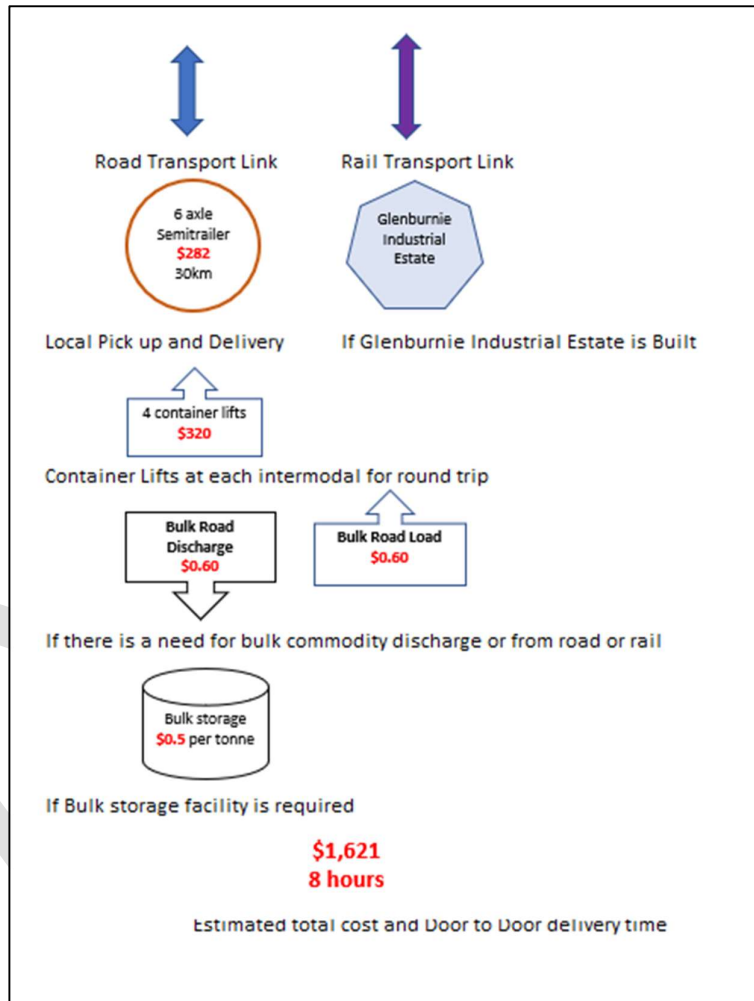 Road Transport Link
Rail Transport Link
6 axle
Semitrailer
$282
30km
Glenburnie
Industrial
Estate
Local Pick up and Delivery
If Glenburnie Industrial Estate is Built
4 container lifts
$320
Container Lifts at each intermodal for round trip
Bulk Road
Discharge
$0.60
Bulk Road Load
$0.60
If there is a need for bulk commodity discharge or from road or rail
Bulk storage
$0.5 per tonne
If Bulk storage facility is required
$1,621
8 hours
Estimated total cost and Door to Door delivery time